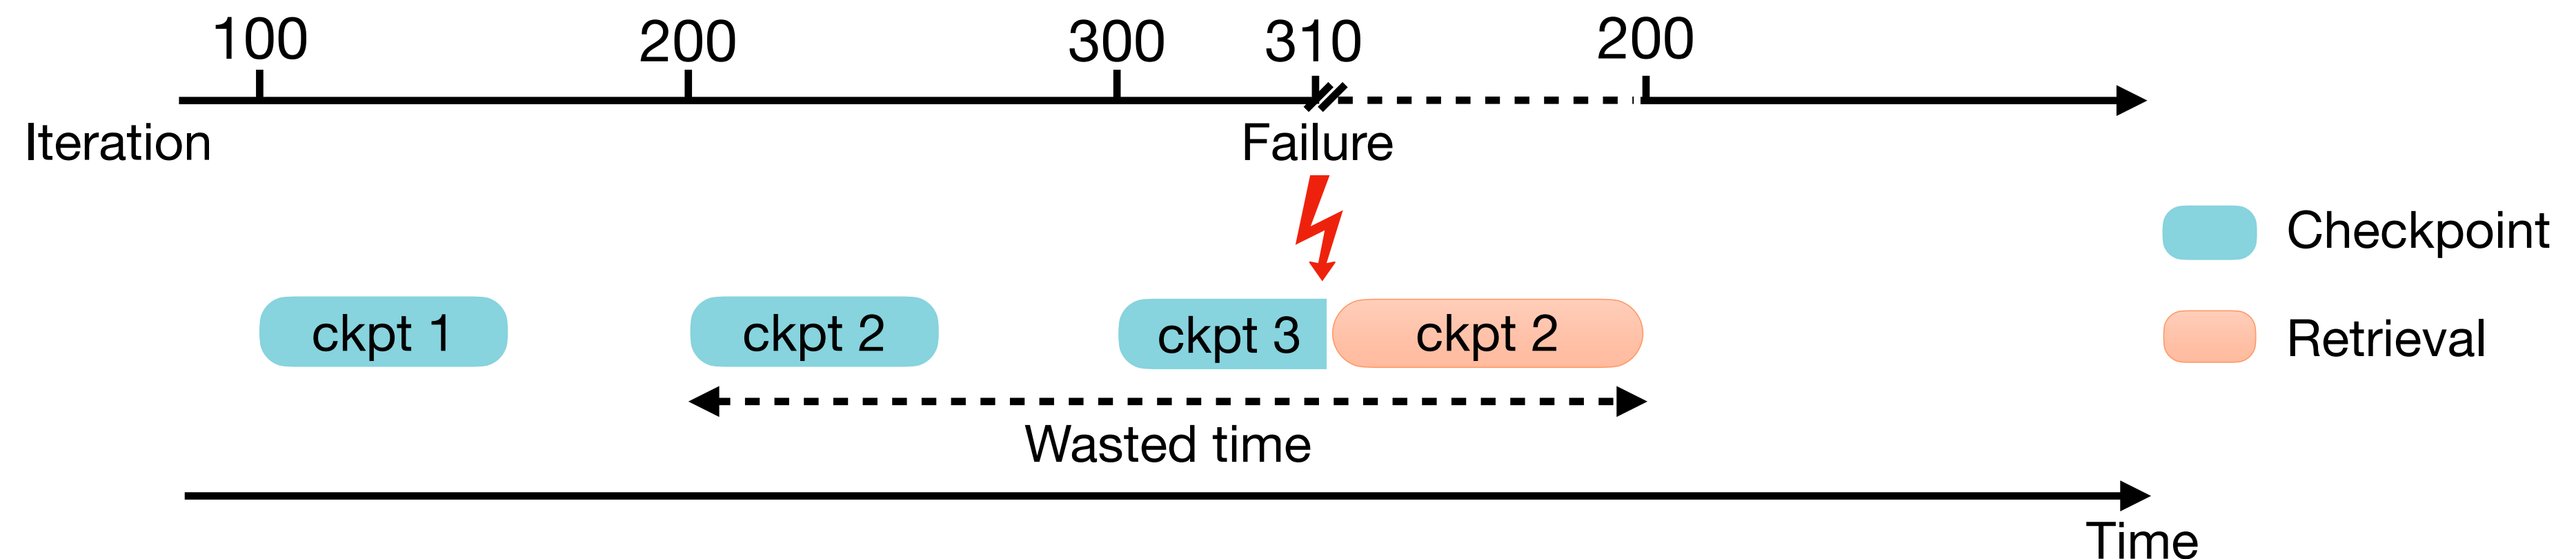 100 200 300 310 200
Iteration
Failure
Checkpoint
ckpt 1 ckpt 2 ckpt 3 ckpt 2
Retrieval
Wasted time
Time